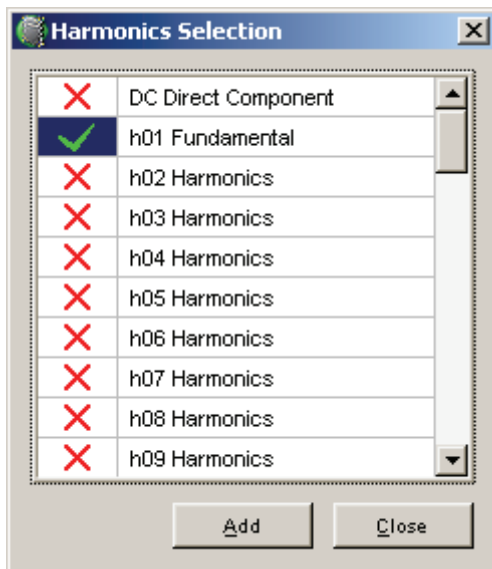 Harmonics Selection
DC Direct Component
h01 Fundamental
h02 Harmonics
h03 Harmonics
h04 Harmonics
h05 Harmonics
h06 Harmonics
h07 Harmonics
h08 Harmonics
h09 Harmonics
Add Close